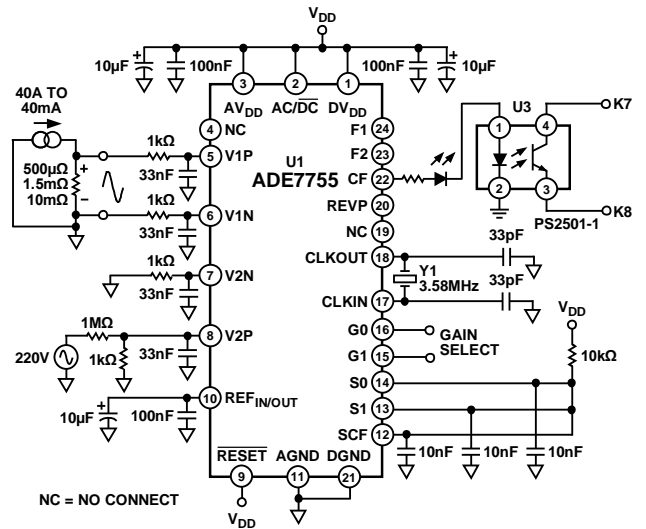 VDD
10µF
100nF
100nF
10µF
+
+
3
2
1
AVDD
AC/DC
DVDD
40A TO
40mA
500µΩ
1.5mΩ
10mΩ
+
–
1kΩ
33nF
1kΩ
33nF
1kΩ
33nF
1MΩ
220V
1kΩ
33nF
+
10µF
100nF
4 NC
5 V1P
6 V1N
7 V2N
8 V2P
10 REFIN/OUT
U1
ADE7755
F1 24
F2 23
CF 22
REVP 20
NC 19
CLKOUT 18
CLKIN 17
G0 16
G1 15
S0 14
S1 13
SCF 12
U3
1
4
2
3
K7
K8
PS2501-1
33pF
Y1
3.58MHz
33pF
GAIN
SELECT
VDD
10kΩ
10nF
10nF
10nF
RESET
AGND
DGND
9
11
21
VDD
NC = NO CONNECT